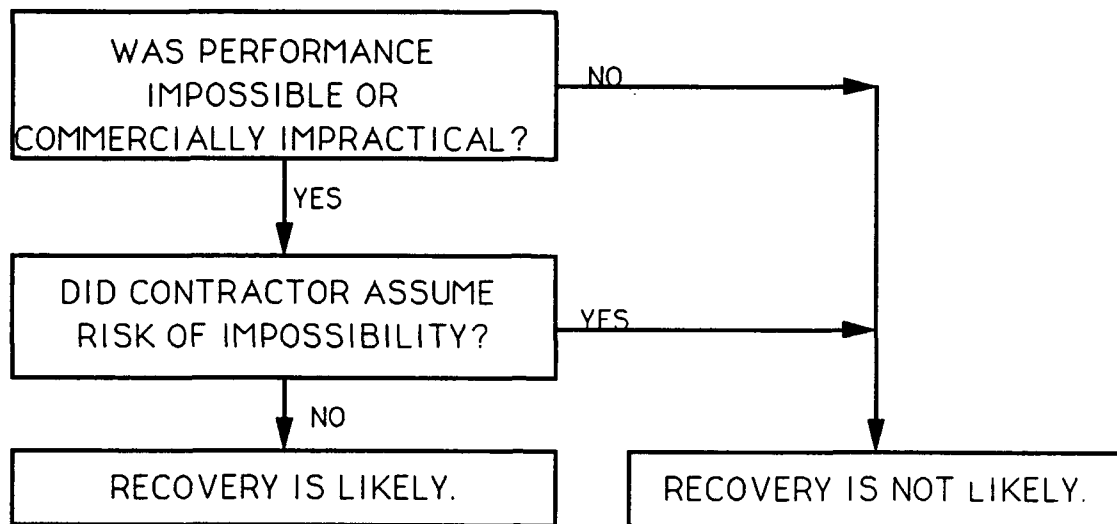 WAS PERFORMANCE
IMPOSSIBLE OR
COMMERCIALLY IMPRACTICAL?
NO
YES
DID CONTRACTOR ASSUME
RISK OF IMPOSSIBILITY?
YES
NO
RECOVERY IS LIKELY.
RECOVERY IS NOT LIKELY.